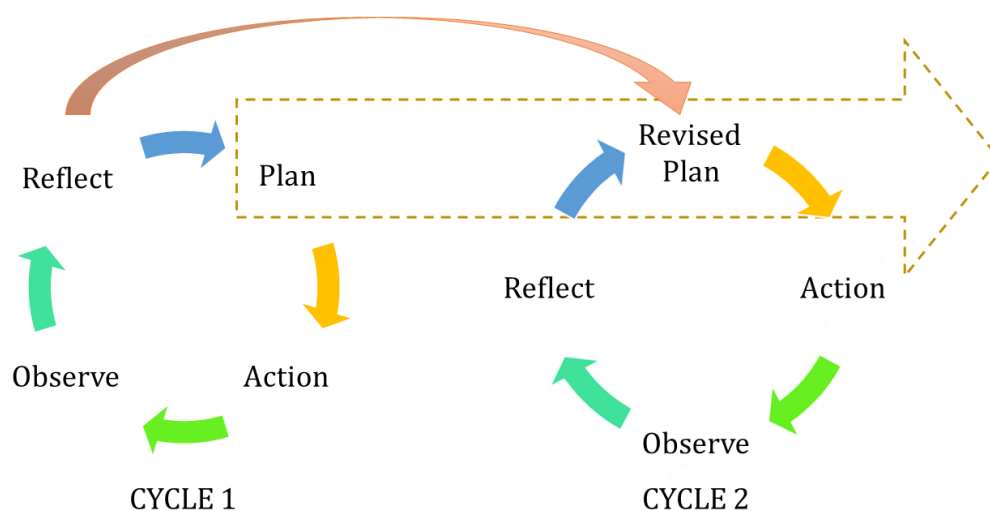 Reflect
Plan
Action
Observe
CYCLE 1
Revised
Plan
Action
Observe
Reflect
CYCLE 2